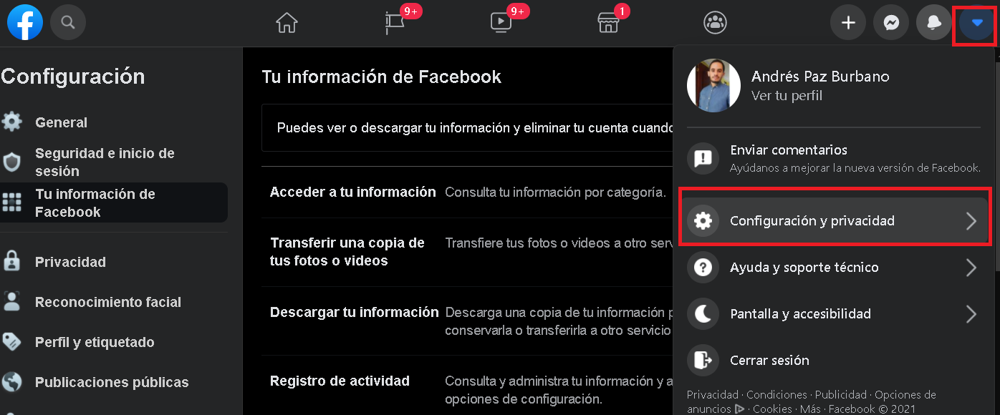 9+
9+
1
Configuración
General
Seguridad e inicio de
sesión
Tu información de
Facebook
Privacidad
Reconocimiento facial
Perfil y etiquetado
Publicaciones públicas
Tu información de Facebook
Puedes ver o descargar tu información y eliminar tu cuenta cuando
Acceder a tu información Consulta tu información por categoría.
Transferir una copia de Transfiere tus fotos o videos a otro serv
tus fotos o videos
Descargar tu información Descarga una copia de tu información p
conservarla o transferirla a otro servicio
Registro de actividad Consulta y administra tu información y a
opciones de configuración.
Andrés Paz Burbano
Ver tu perfil
Enviar comentarios
Ayúdanos a mejorar la nueva versión de Facebook.
Configuración y privacidad
Ayuda y soporte técnico
Pantalla y accesibilidad
Cerrar sesión
Privacidad · Condiciones · Publicidad · Opciones de
anuncios · Cookies · Más · Facebook © 2021